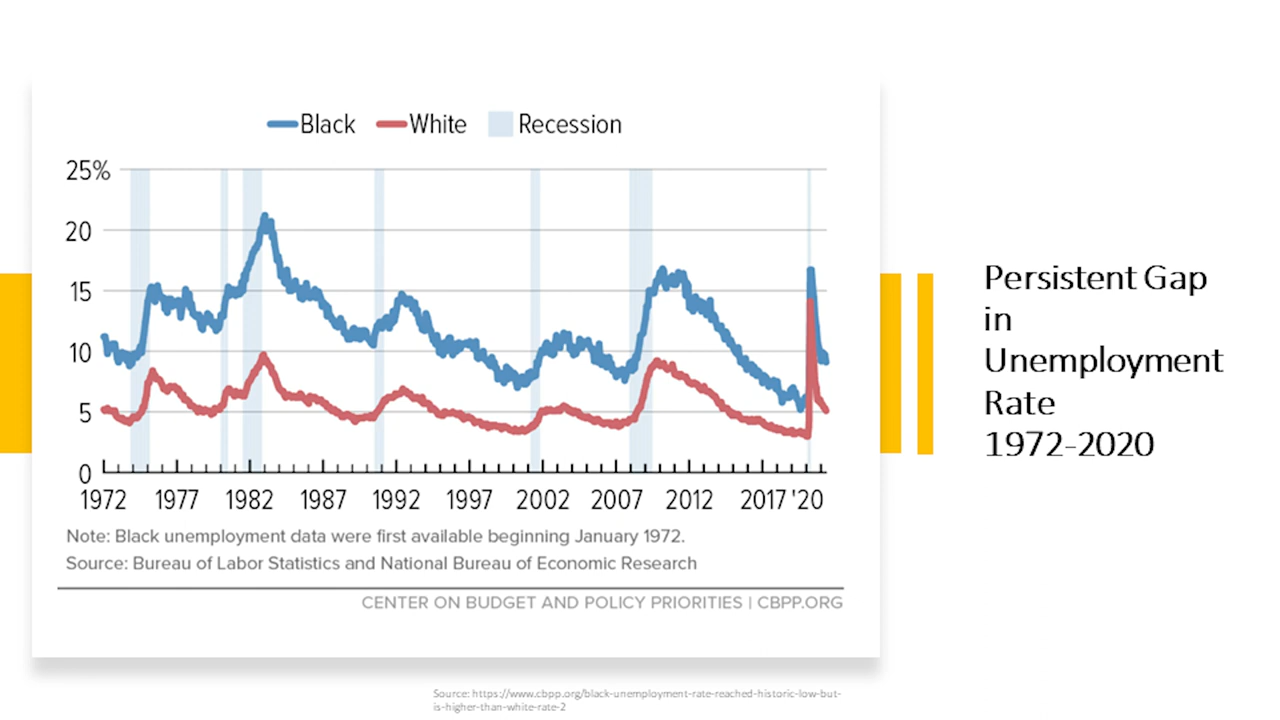 Black White Recession
25%
20
15
10
5
0
1972 1977 1982 1987 1992 1997 2002 2007 2012 2017 '20
Note: Black unemployment data were first available beginning January 1972.
Source: Bureau of Labor Statistics and National Bureau of Economic Research
CENTER ON BUDGET AND POLICY PRIORITIES | CBPP.ORG
Persistent Gap
in
Unemployment
Rate
1972-2020
Source: https://www.cbpp.org/black-unemployment-rate-reached-historic-low-but-
is-higher-than-white-rate-2